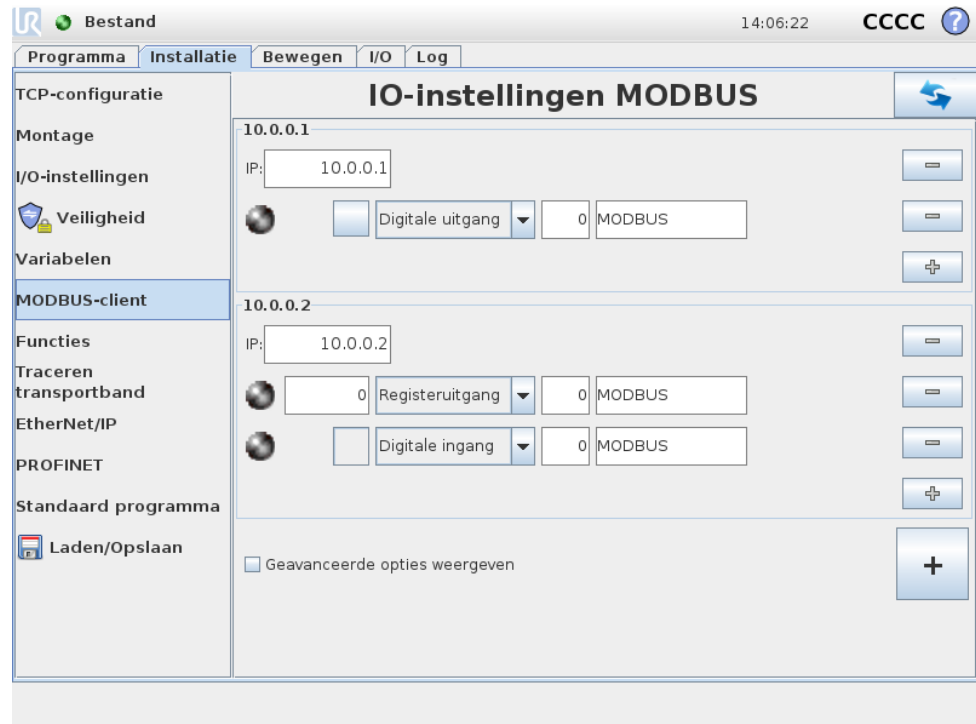 UR Bestand 14:06:22 CCCC ?
Programma Installatie Bewegen I/O Log
TCP-configuratie
Montage
I/O-instellingen
Veiligheid
Variabelen
MODBUS-client
Functies
Traceren
transportband
EtherNet/IP
PROFINET
Standaard programma
Laden/Opslaan
IO-instellingen MODBUS
10.0.0.1
IP: 10.0.0.1
Digitale uitgang 0 MODBUS
10.0.0.2
IP: 10.0.0.2
0 Registeruitgang 0 MODBUS
Digitale ingang 0 MODBUS
Geavanceerde opties weergeven +